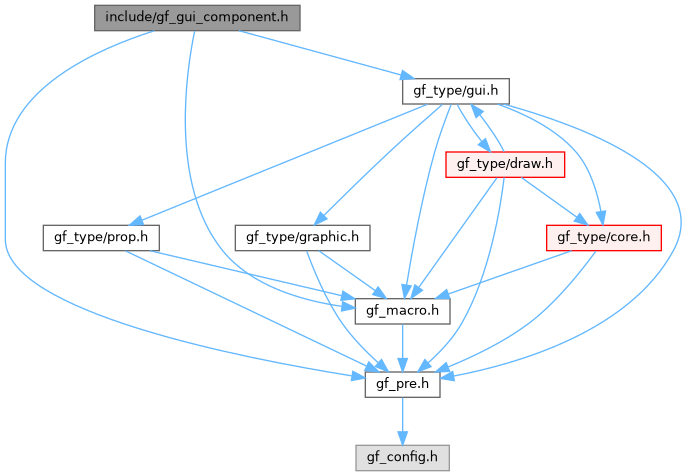 include/gf_gui_component.h
gf_type/gui.h
gf_type/draw.h
gf_type/prop.h
gf_type/graphic.h
gf_type/core.h
gf_macro.h
gf_pre.h
gf_config.h